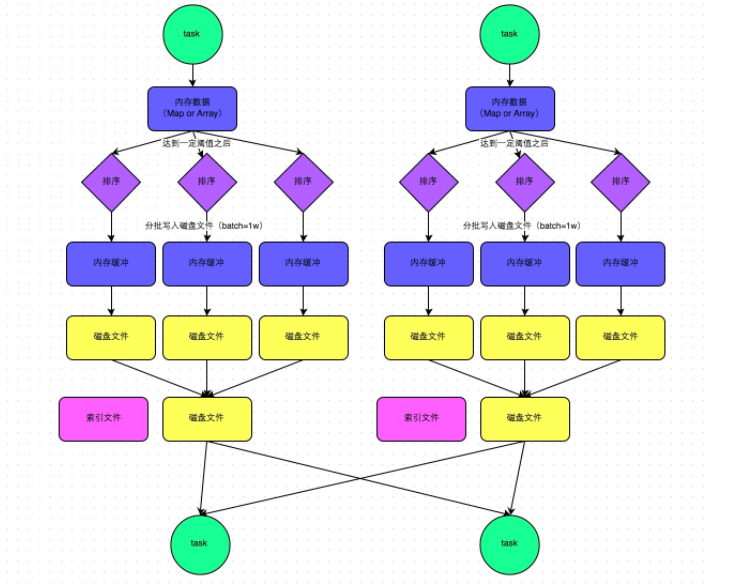 task
task
内存数据
（Map or Array）
内存数据
（Map or Array）
达到一定阈值之后
达到一定阈值之后
排序
排序
排序
排序
排序
排序
分批写入磁盘文件（batch=1w）
分批写入磁盘文件（batch=1w）
内存缓冲
内存缓冲
内存缓冲
内存缓冲
内存缓冲
内存缓冲
磁盘文件
磁盘文件
磁盘文件
磁盘文件
磁盘文件
磁盘文件
索引文件
磁盘文件
索引文件
磁盘文件
task
task